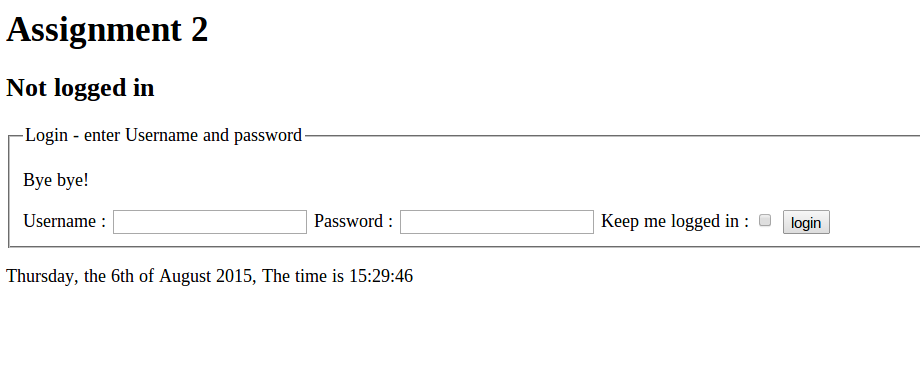 Assignment 2
Not logged in
Login - enter Username and password
Bye bye!
Username : Password : Keep me logged in : login
Thursday, the 6th of August 2015, The time is 15:29:46